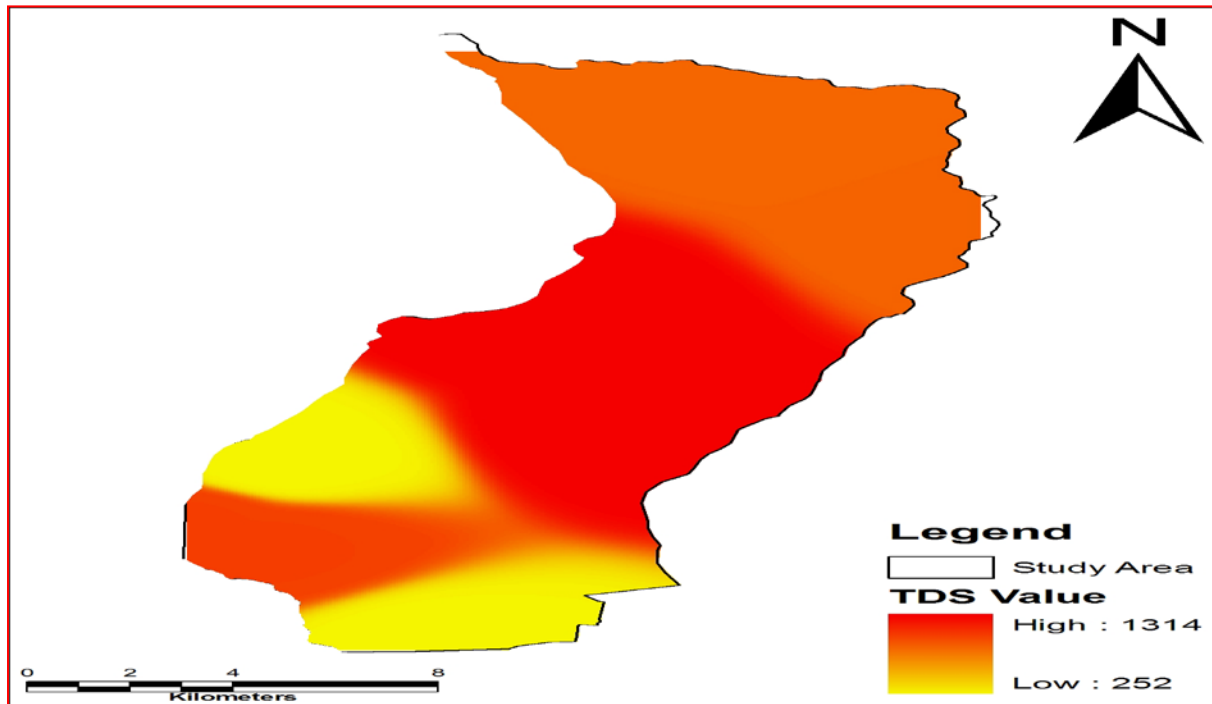 N
Legend
Study Area
TDS Value
High : 1314
Low : 252
0 2 4 8
Kilometers